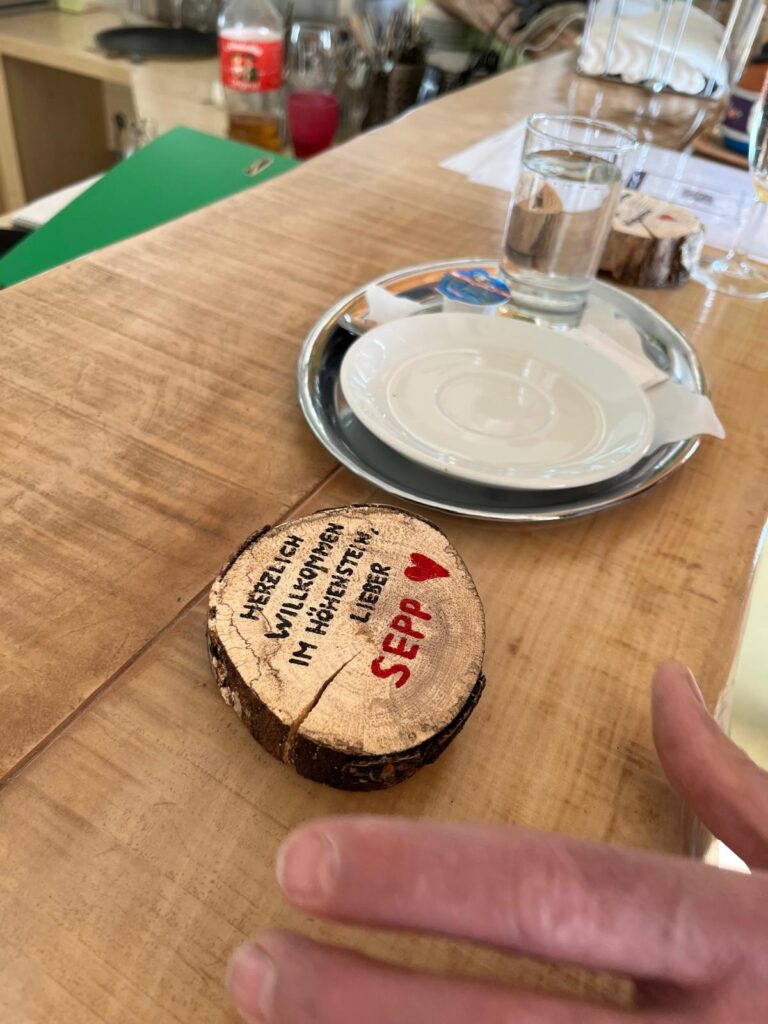 HERZLICH
WILLKOMMEN
IM HÖHENSTEIN,
LIEBER
SEPP